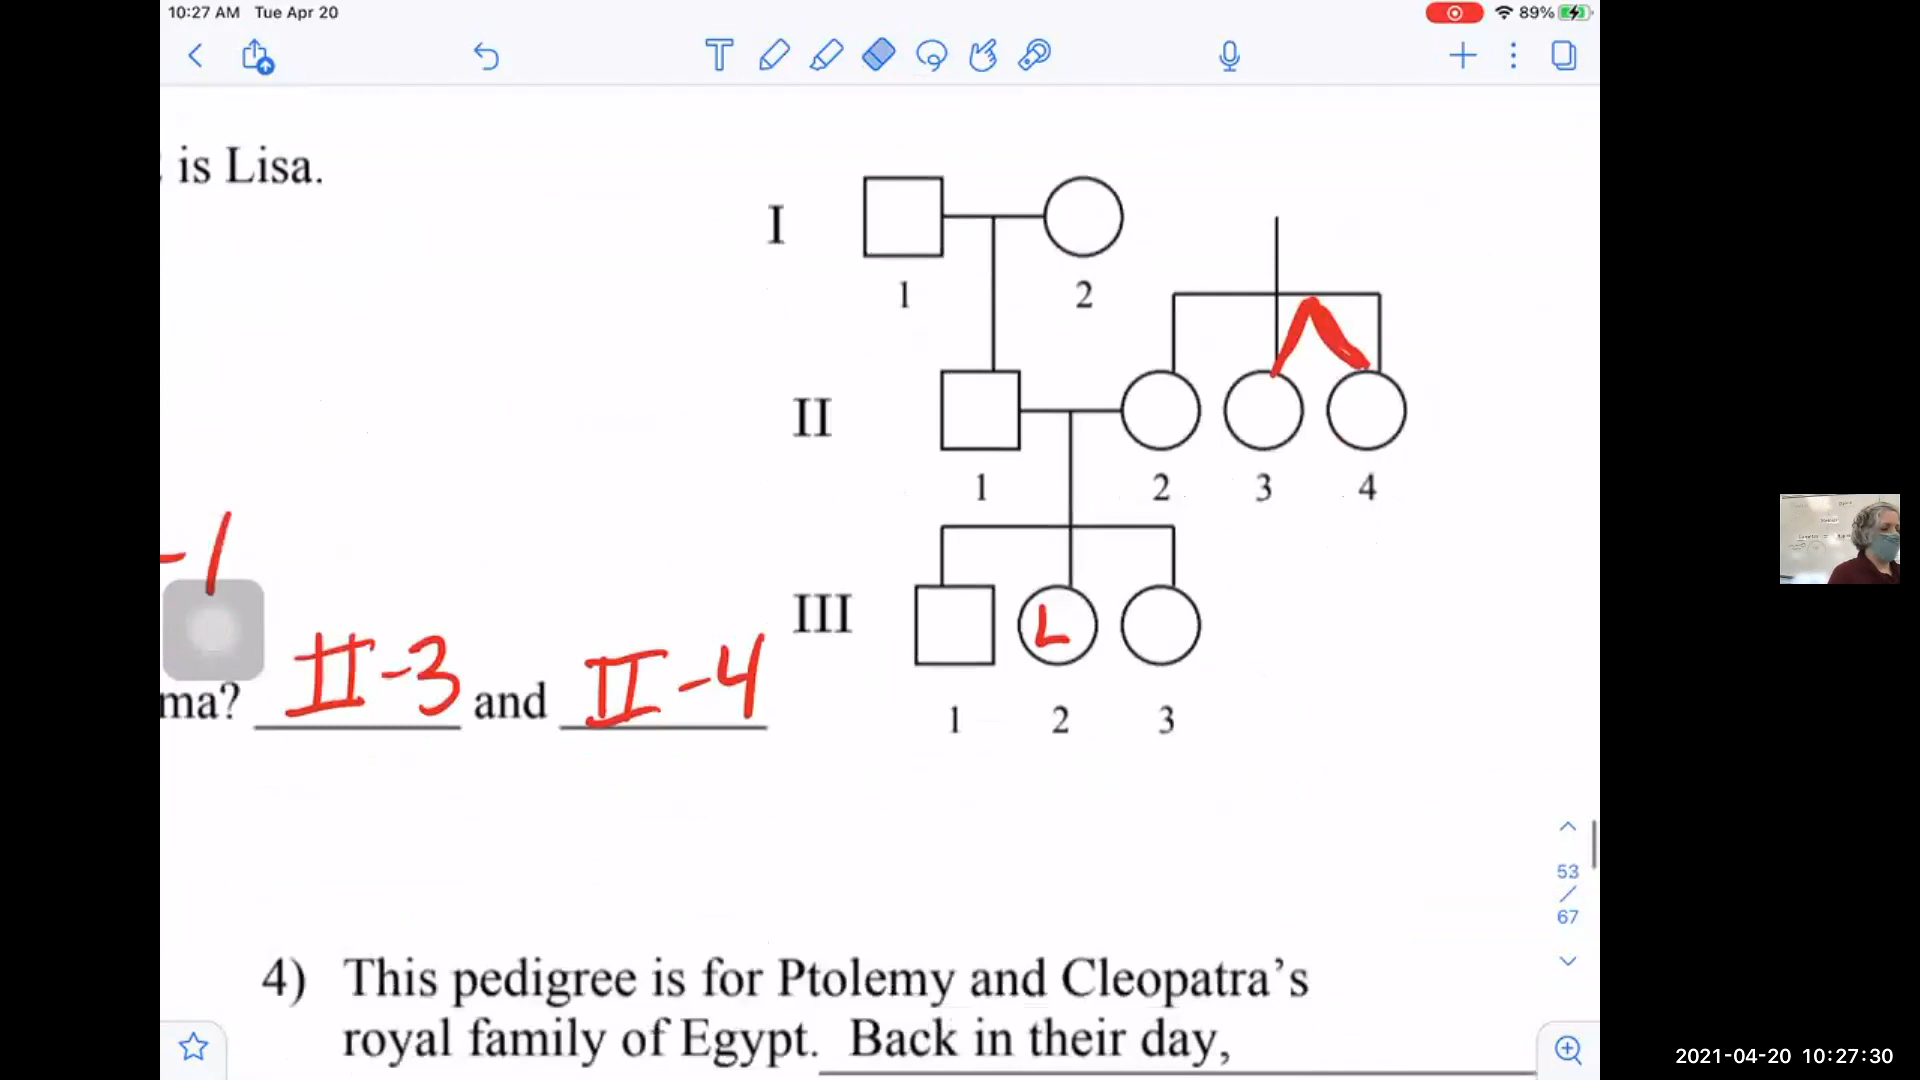 10:27 AM Tue Apr 20
89%
is Lisa.
I
1 2
II
1 2 3 4
-1
III
L
ma? II-3 and II-4
1 2 3
53
/
67
4) This pedigree is for Ptolemy and Cleopatra's
royal family of Egypt. Back in their day,
2021-04-20 10:27:30